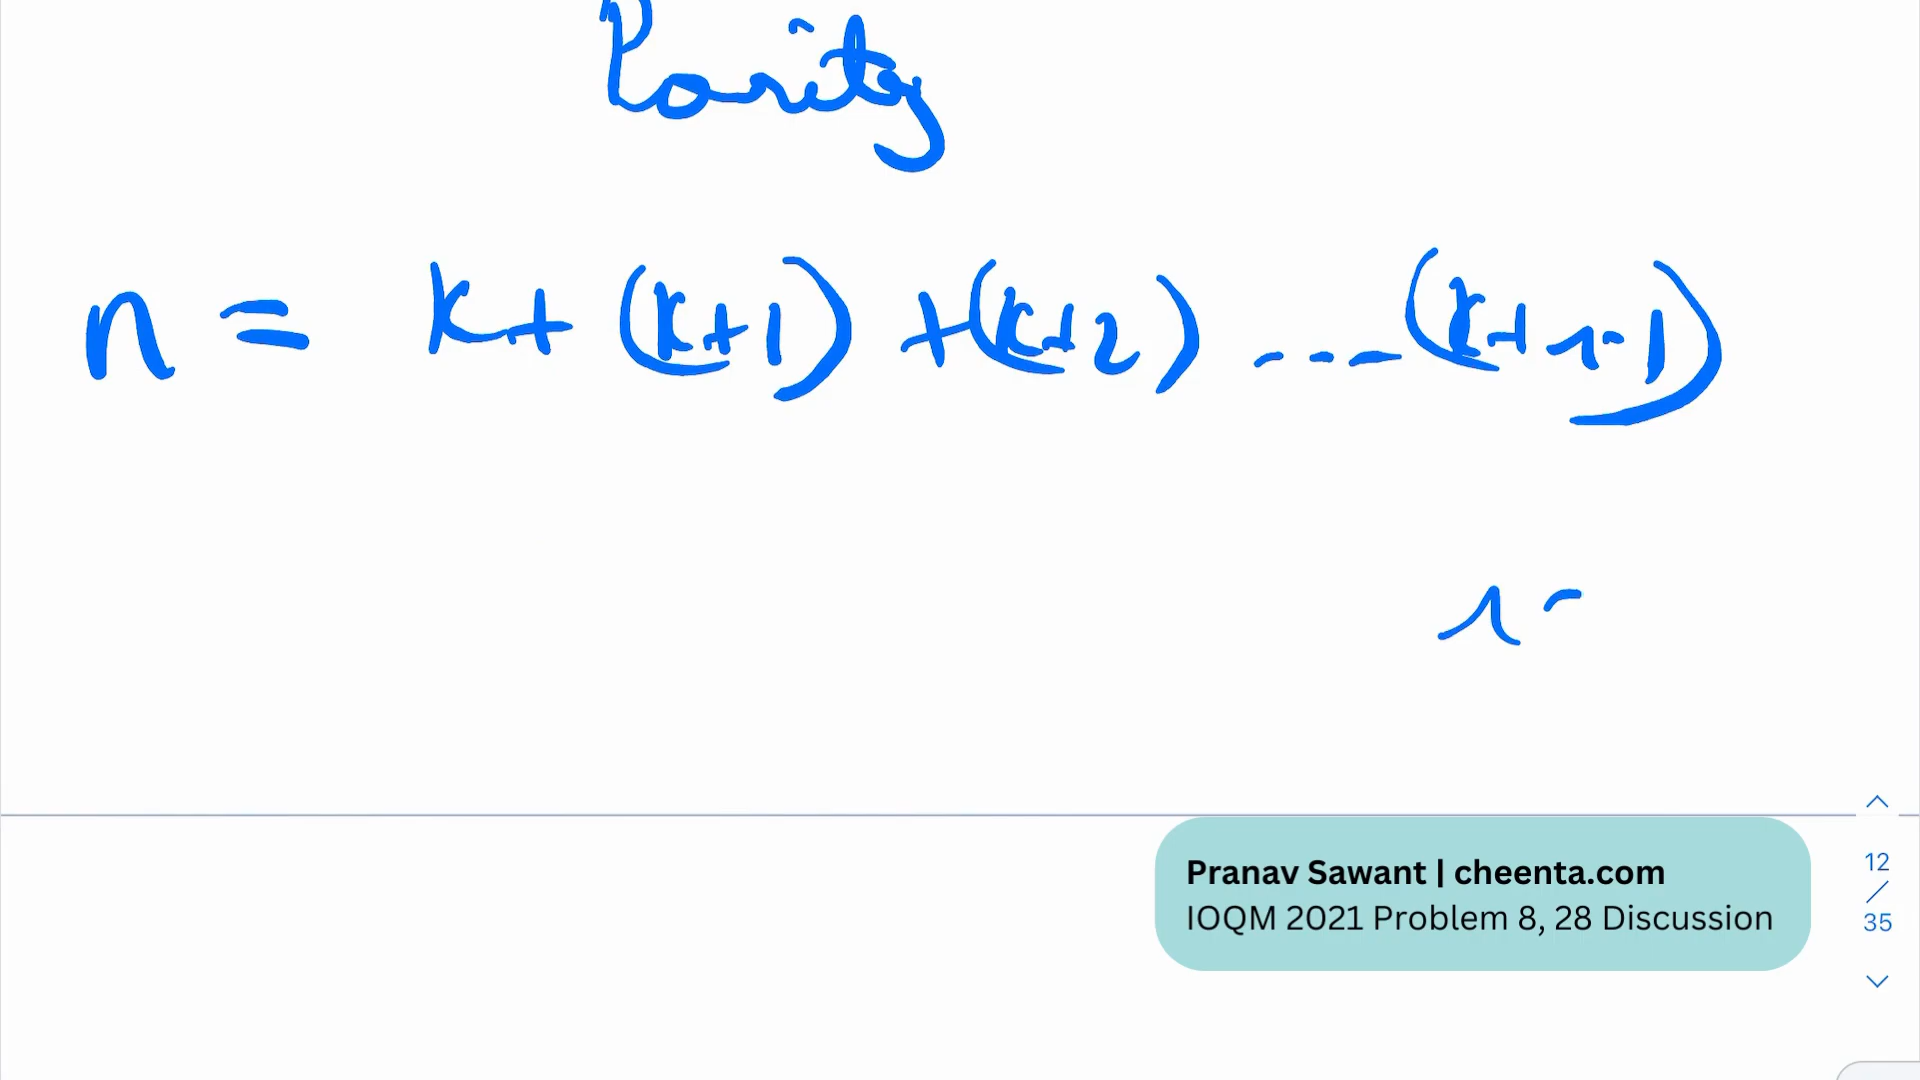 Parity
n = k + (k+1) + (k+2) --- (k+r-1)
r
Pranav Sawant | cheenta.com
IOQM 2021 Problem 8, 28 Discussion
12
/
35